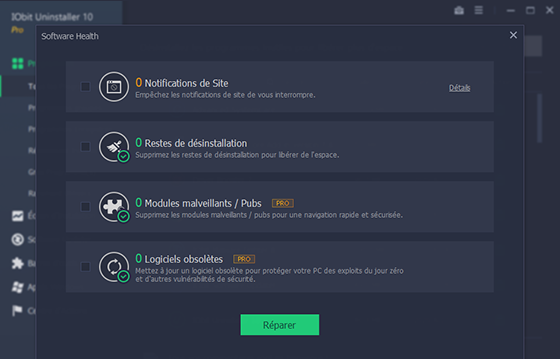 IObit Uninstaller 10
Pro
Software Health
0 Notifications de Site
Empêchez les notifications de site de vous interrompre.
Détails
0 Restes de désinstallation
Supprimez les restes de désinstallation pour libérer de l'espace.
0 Modules malveillants / Pubs PRO
Supprimez les modules malveillants / pubs pour une navigation rapide et sécurisée.
0 Logiciels obsolètes PRO
Mettez à jour un logiciel obsolète pour protéger votre PC des exploits du jour zéro
et d'autres vulnérabilités de sécurité.
Réparer